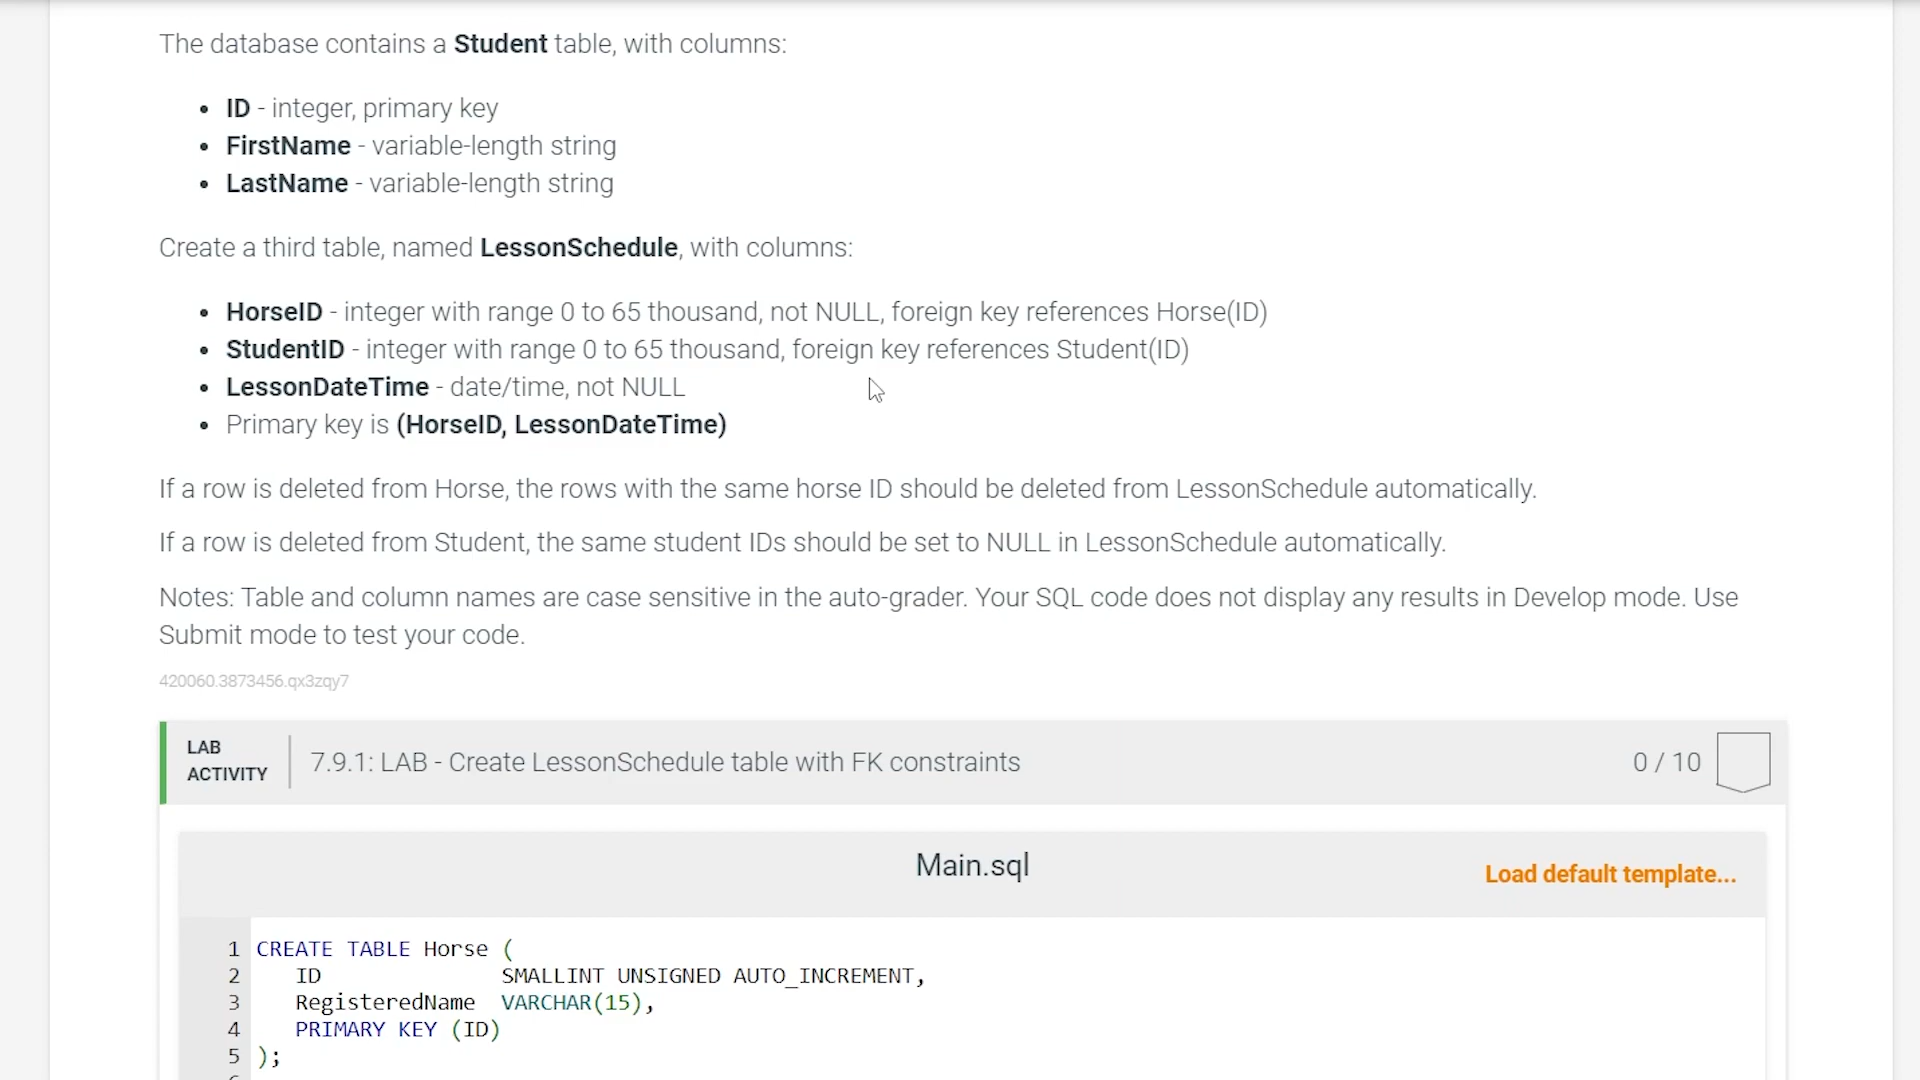 The database contains a Student table, with columns:
• ID - integer, primary key
• FirstName - variable-length string
• LastName - variable-length string
Create a third table, named LessonSchedule, with columns:
• HorseID - integer with range 0 to 65 thousand, not NULL, foreign key references Horse(ID)
• StudentID - integer with range 0 to 65 thousand, foreign key references Student(ID)
• LessonDateTime - date/time, not NULL
• Primary key is (HorseID, LessonDateTime)
If a row is deleted from Horse, the rows with the same horse ID should be deleted from LessonSchedule automatically.
If a row is deleted from Student, the same student IDs should be set to NULL in LessonSchedule automatically.
Notes: Table and column names are case sensitive in the auto-grader. Your SQL code does not display any results in Develop mode. Use
Submit mode to test your code.
420060.3873456.qx3zqy7
LAB
ACTIVITY
7.9.1: LAB - Create LessonSchedule table with FK constraints
0 / 10
Main.sql
Load default template...
1 CREATE TABLE Horse (
2 ID SMALLINT UNSIGNED AUTO_INCREMENT,
3 RegisteredName VARCHAR(15),
4 PRIMARY KEY (ID)
5 );